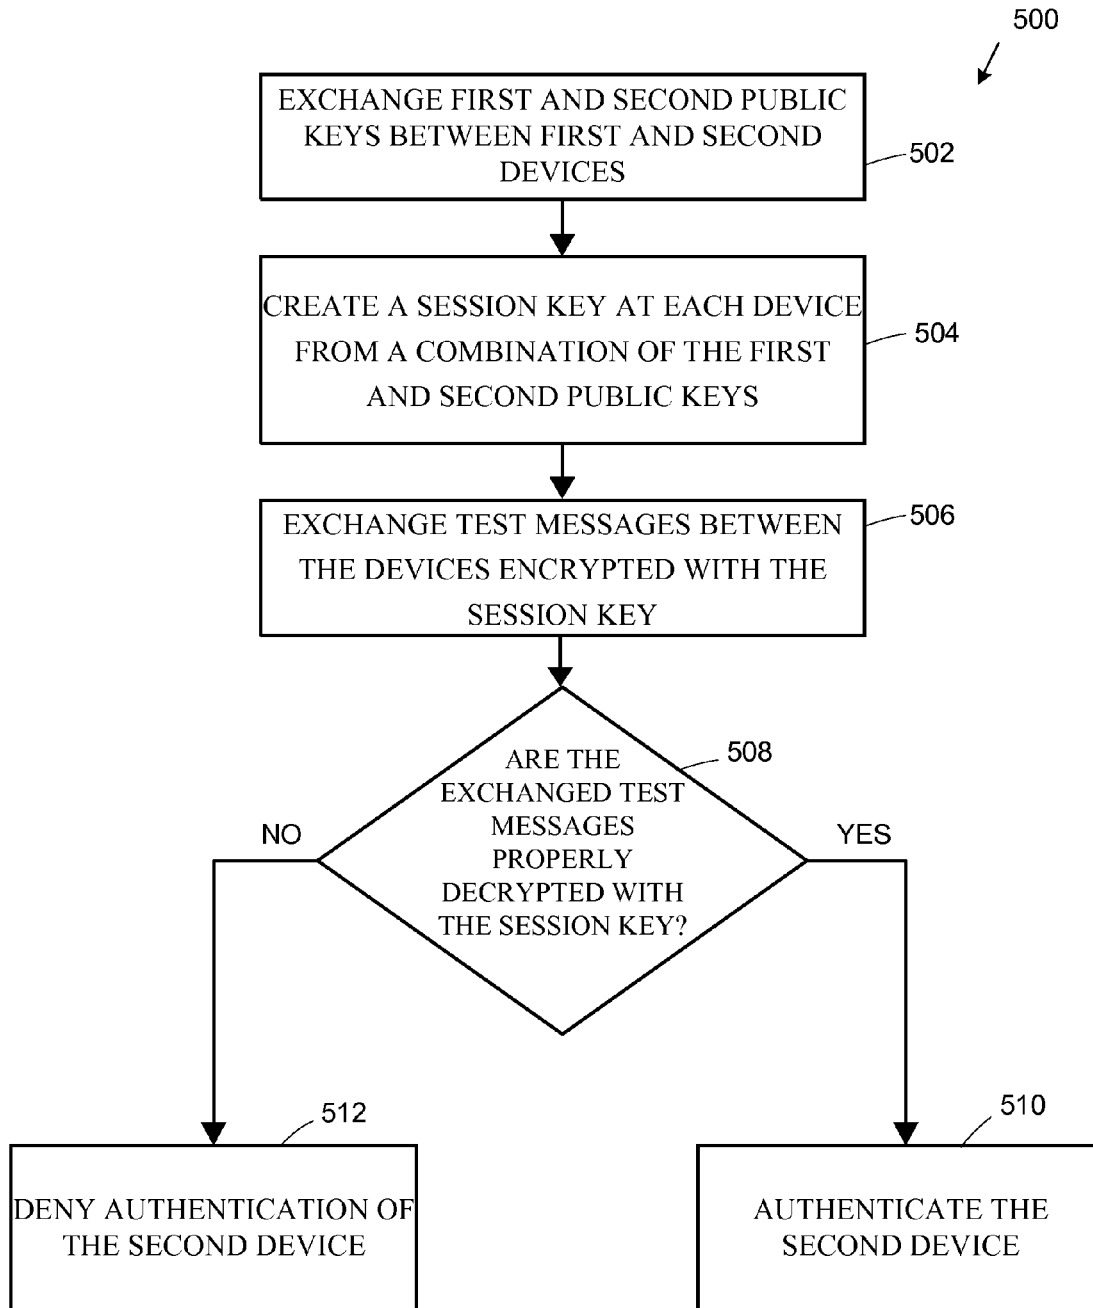 500
EXCHANGE FIRST AND SECOND PUBLIC
KEYS BETWEEN FIRST AND SECOND
DEVICES
502
CREATE A SESSION KEY AT EACH DEVICE
FROM A COMBINATION OF THE FIRST
AND SECOND PUBLIC KEYS
504
EXCHANGE TEST MESSAGES BETWEEN
THE DEVICES ENCRYPTED WITH THE
SESSION KEY
506
ARE THE
EXCHANGED TEST
MESSAGES
PROPERLY
DECRYPTED WITH
THE SESSION KEY?
508
NO
YES
512
DENY AUTHENTICATION OF
THE SECOND DEVICE
510
AUTHENTICATE THE
SECOND DEVICE